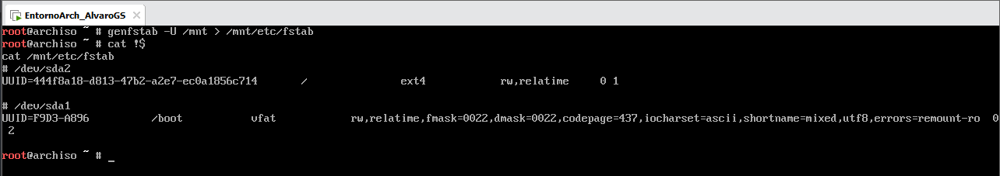 EntornoArch_AlvaroGS
root@archiso ~ # genfstab -U /mnt > /mnt/etc/fstab
root@archiso ~ # cat !$
cat /mnt/etc/fstab
# /dev/sda2
UUID=444f8a18-d813-47b2-a2e7-ec0a1856c714 / ext4 rw,relatime 0 1
# /dev/sda1
UUID=F9D3-A896 /boot vfat rw,relatime,fmask=0022,dmask=0022,codepage=437,iocharset=ascii,shortname=mixed,utf8,errors=remount-ro 0
2
root@archiso ~ # _